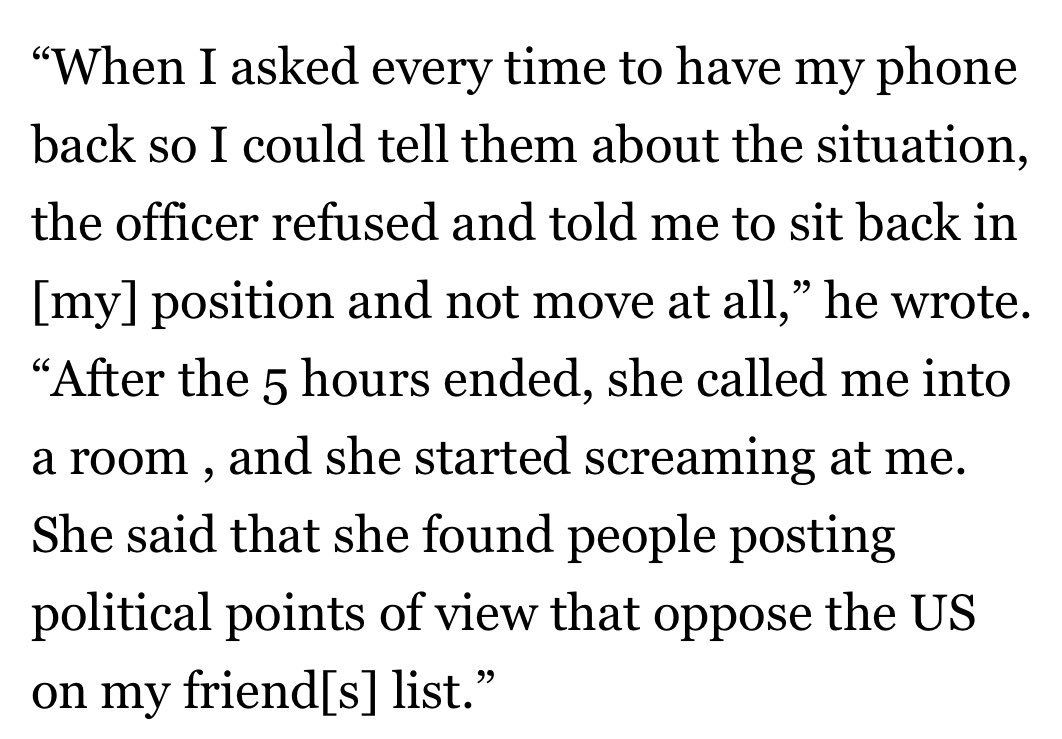 “When I asked every time to have my phone
back so I could tell them about the situation,
the officer refused and told me to sit back in
[my] position and not move at all,” he wrote.
“After the 5 hours ended, she called me into
a room , and she started screaming at me.
She said that she found people posting
political points of view that oppose the US
on my friend[s] list.”